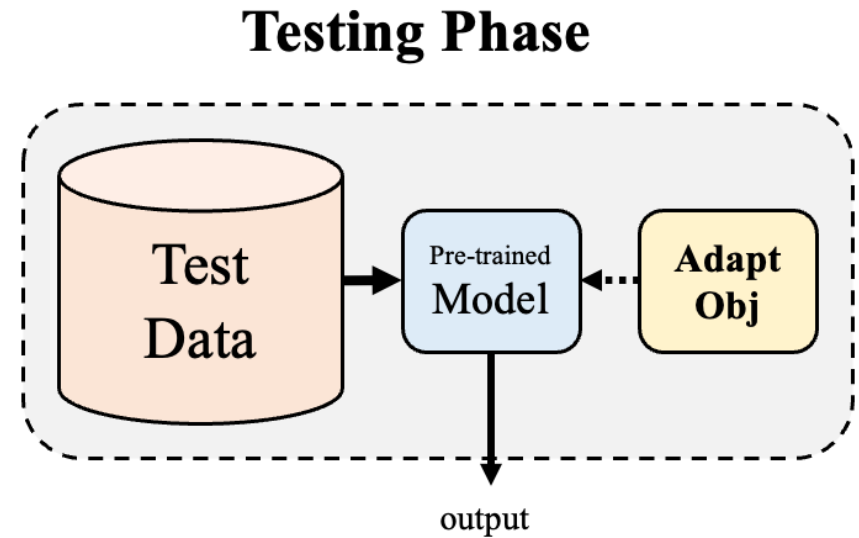 Testing Phase
Test
Data
Pre-trained
Model
Adapt
Obj
output